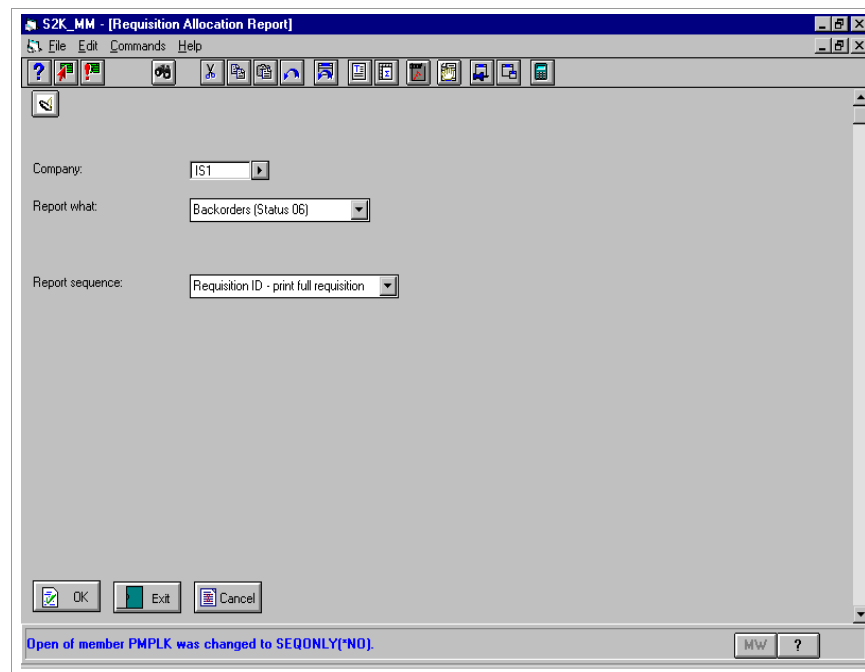 S2K_MM - [Requisition Allocation Report]
File Edit Commands Help
Company: IS1
Report what: Backorders (Status 06)
Report sequence: Requisition ID - print full requisition
OK Exit Cancel
Open of member PMPLK was changed to SEQONLY(*NO). MW ?